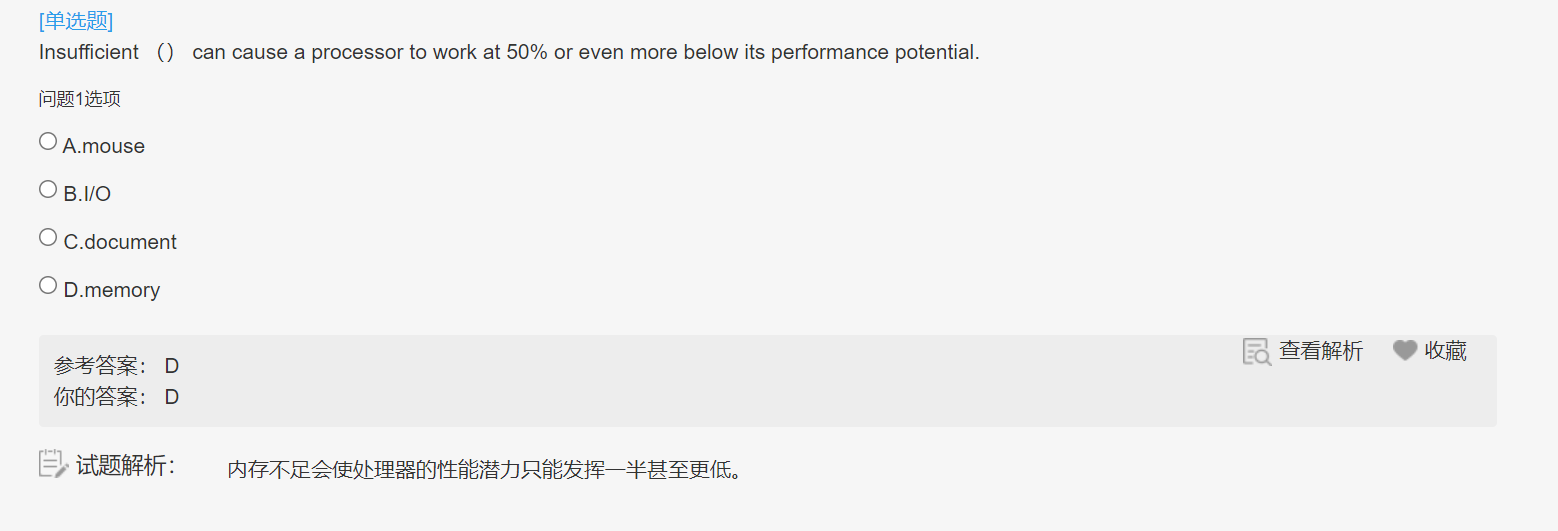 [单选题]
Insufficient （） can cause a processor to work at 50% or even more below its performance potential.
问题1选项
A.mouse
B.I/O
C.document
D.memory
参考答案： D
查看解析 收藏
你的答案： D
试题解析： 内存不足会使处理器的性能潜力只能发挥一半甚至更低。